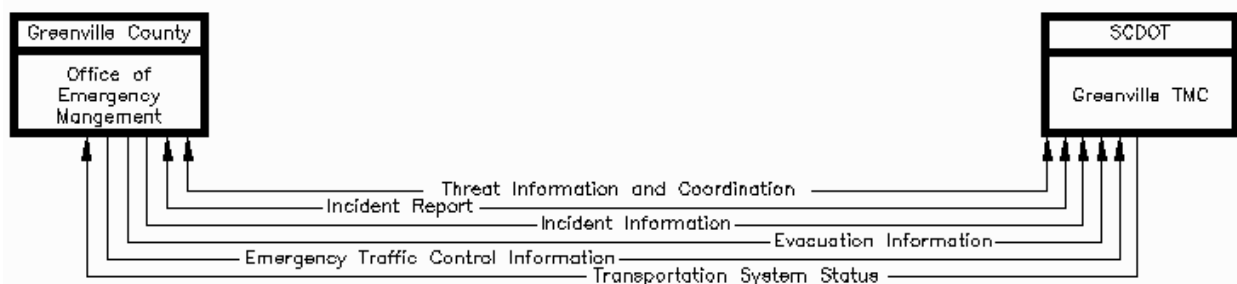 Greenville County
Office of
Emergency
Mangement
SCDOT
Greenville TMC
Threat Information and Coordination
Incident Report
Incident Information
Evacuation Information
Emergency Traffic Control Information
Transportation System Status